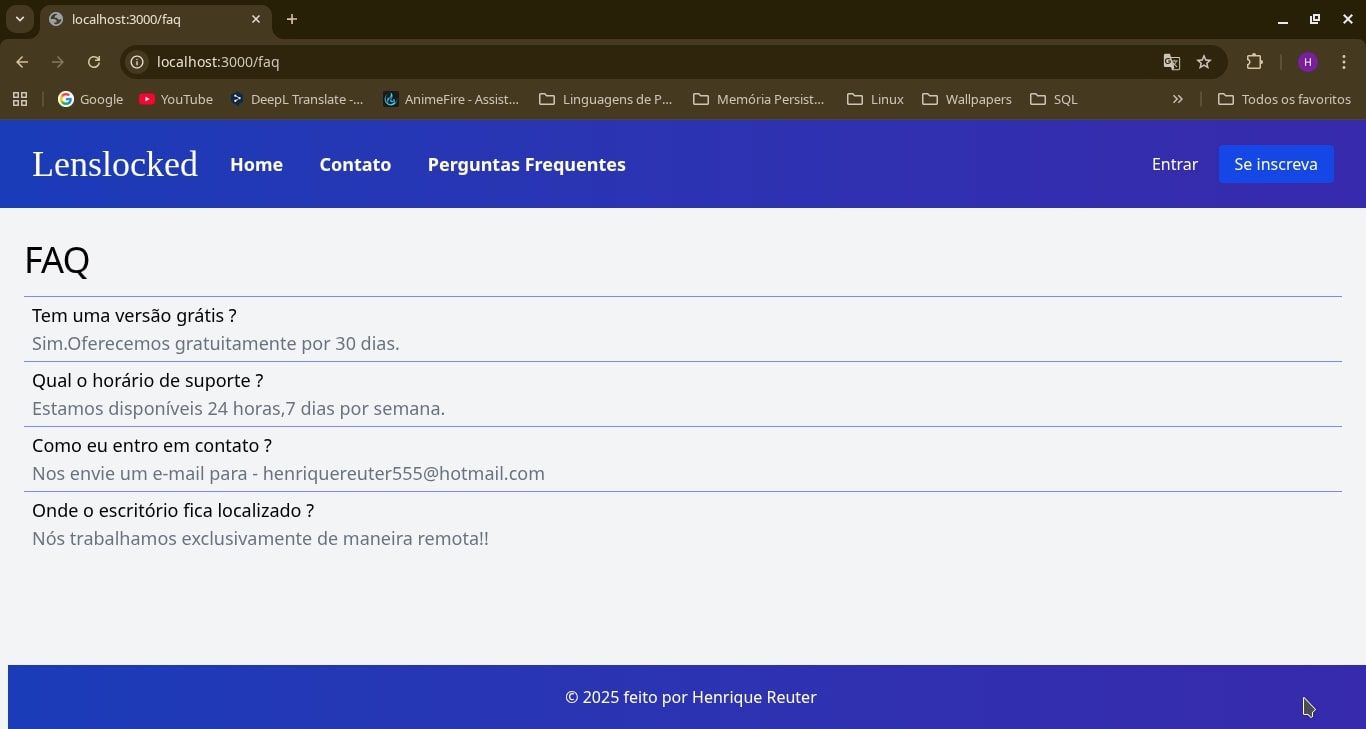 localhost:3000/faq
localhost:3000/faq
H
Google YouTube DeepL Translate -... AnimeFire - Assist... Linguagens de P... Memória Persist... Linux Wallpapers SQL Todos os favoritos
Lenslocked Home Contato Perguntas Frequentes Entrar Se inscreva
FAQ
Tem uma versão grátis ?
Sim.Oferecemos gratuitamente por 30 dias.
Qual o horário de suporte ?
Estamos disponíveis 24 horas,7 dias por semana.
Como eu entro em contato ?
Nos envie um e-mail para - henriquereuter555@hotmail.com
Onde o escritório fica localizado ?
Nós trabalhamos exclusivamente de maneira remota!!
© 2025 feito por Henrique Reuter